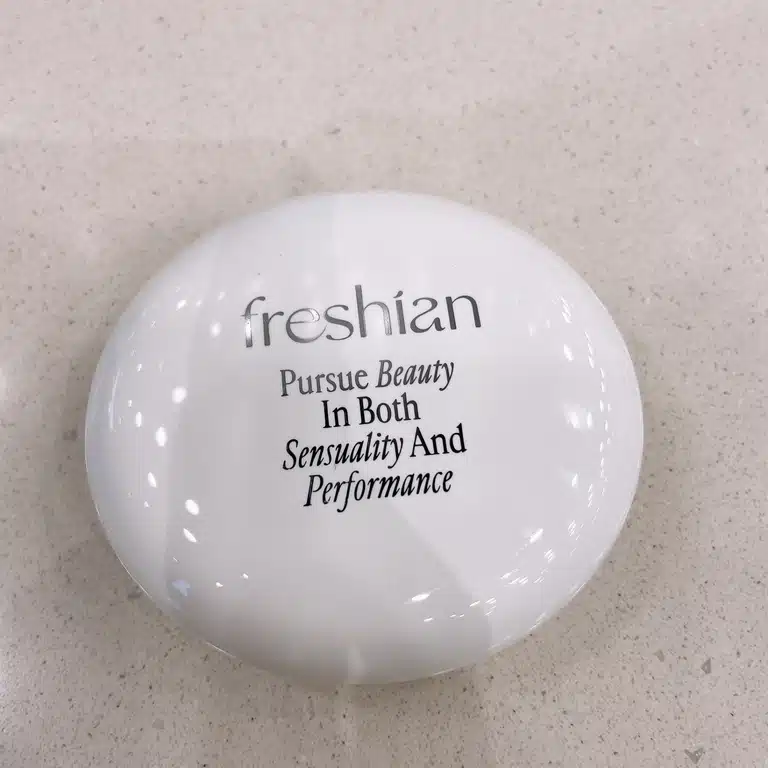 freshian
Pursue Beauty
In Both
Sensuality And
Performance